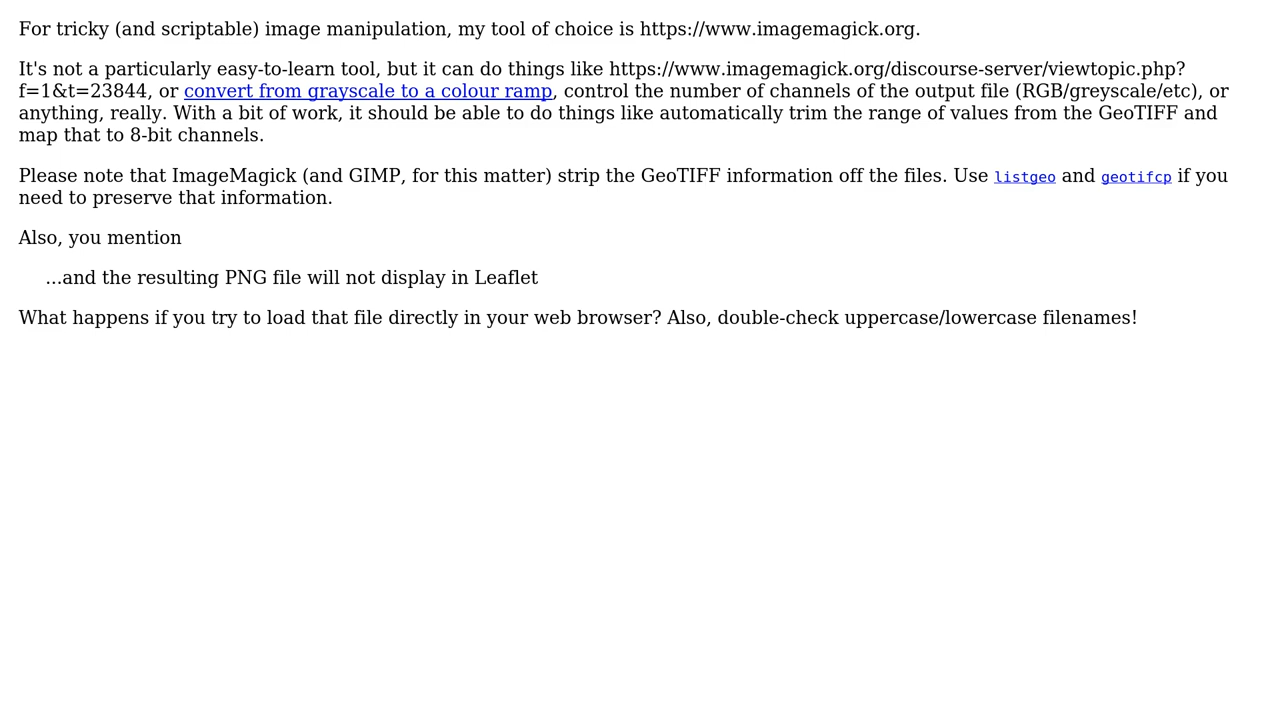 For tricky (and scriptable) image manipulation, my tool of choice is https://www.imagemagick.org.
It's not a particularly easy-to-learn tool, but it can do things like https://www.imagemagick.org/discourse-server/viewtopic.php?
f=1&t=23844, or convert from grayscale to a colour ramp, control the number of channels of the output file (RGB/greyscale/etc), or
anything, really. With a bit of work, it should be able to do things like automatically trim the range of values from the GeoTIFF and
map that to 8-bit channels.
Please note that ImageMagick (and GIMP, for this matter) strip the GeoTIFF information off the files. Use listgeo and geotifcp if you
need to preserve that information.
Also, you mention
...and the resulting PNG file will not display in Leaflet
What happens if you try to load that file directly in your web browser? Also, double-check uppercase/lowercase filenames!